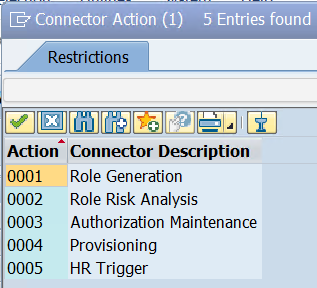 Connector Action (1) 5 Entries found
Restrictions
Action Connector Description
0001 Role Generation
0002 Role Risk Analysis
0003 Authorization Maintenance
0004 Provisioning
0005 HR Trigger